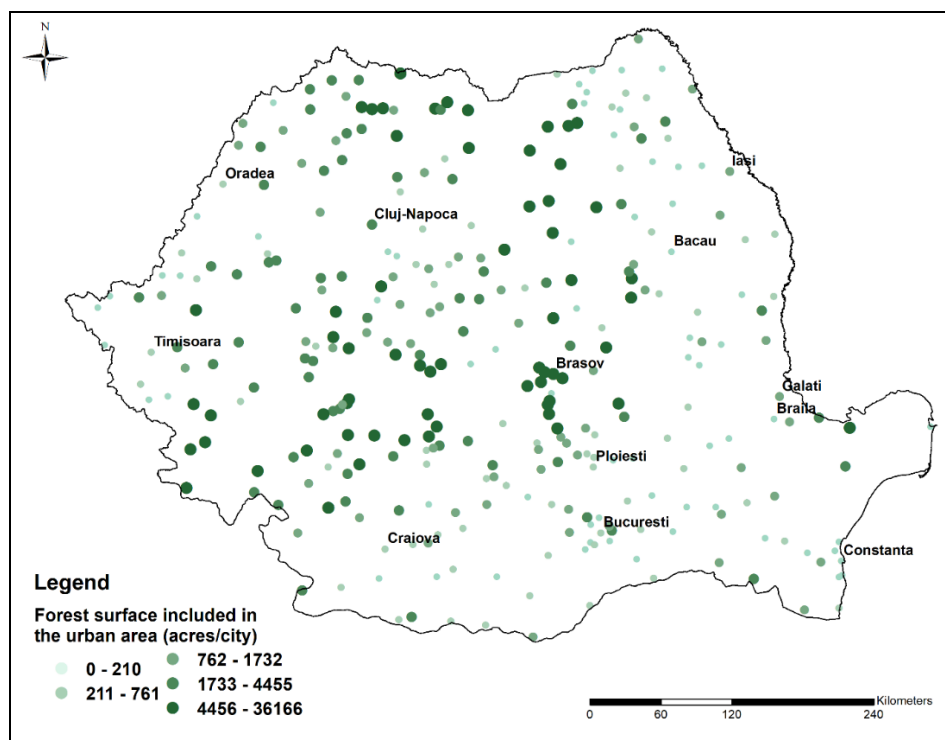 N
Iasi
Oradea
Cluj-Napoca
Bacau
Timisoara
Brasov
Galati
Braila
Ploiesti
Bucuresti
Craiova
Constanta
Legend
Forest surface included in
the urban area (acres/city)
0 - 210
211 - 761
762 - 1732
1733 - 4455
4456 - 36166
Kilometers
0 60 120 240